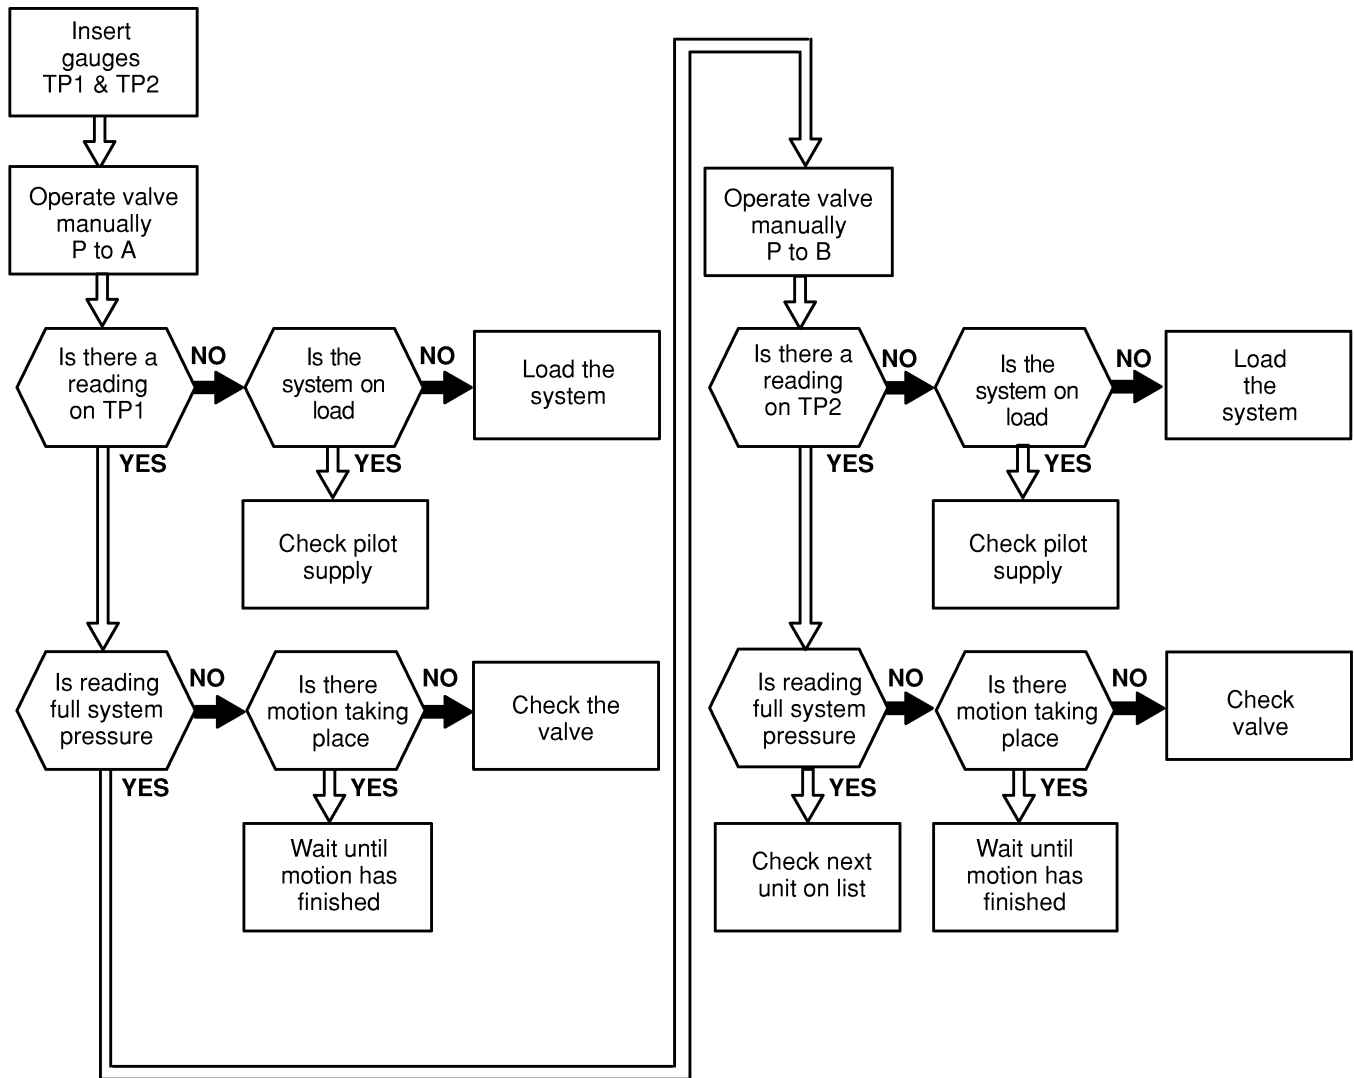 Insert
gauges
TP1 & TP2
Operate valve
manually
P to A
Is there a
reading
on TP1
NO
Is the
system on
load
NO
Load the
system
YES
YES
Check pilot
supply
Is reading
full system
pressure
NO
Is there
motion taking
place
NO
Check the
valve
YES
YES
Wait until
motion has
finished
Operate valve
manually
P to B
Is there a
reading
on TP2
NO
Is the
system on
load
NO
Load
the
system
YES
YES
Check pilot
supply
Is reading
full system
pressure
NO
Is there
motion taking
place
NO
Check
valve
YES
YES
Check next
unit on list
Wait until
motion has
finished